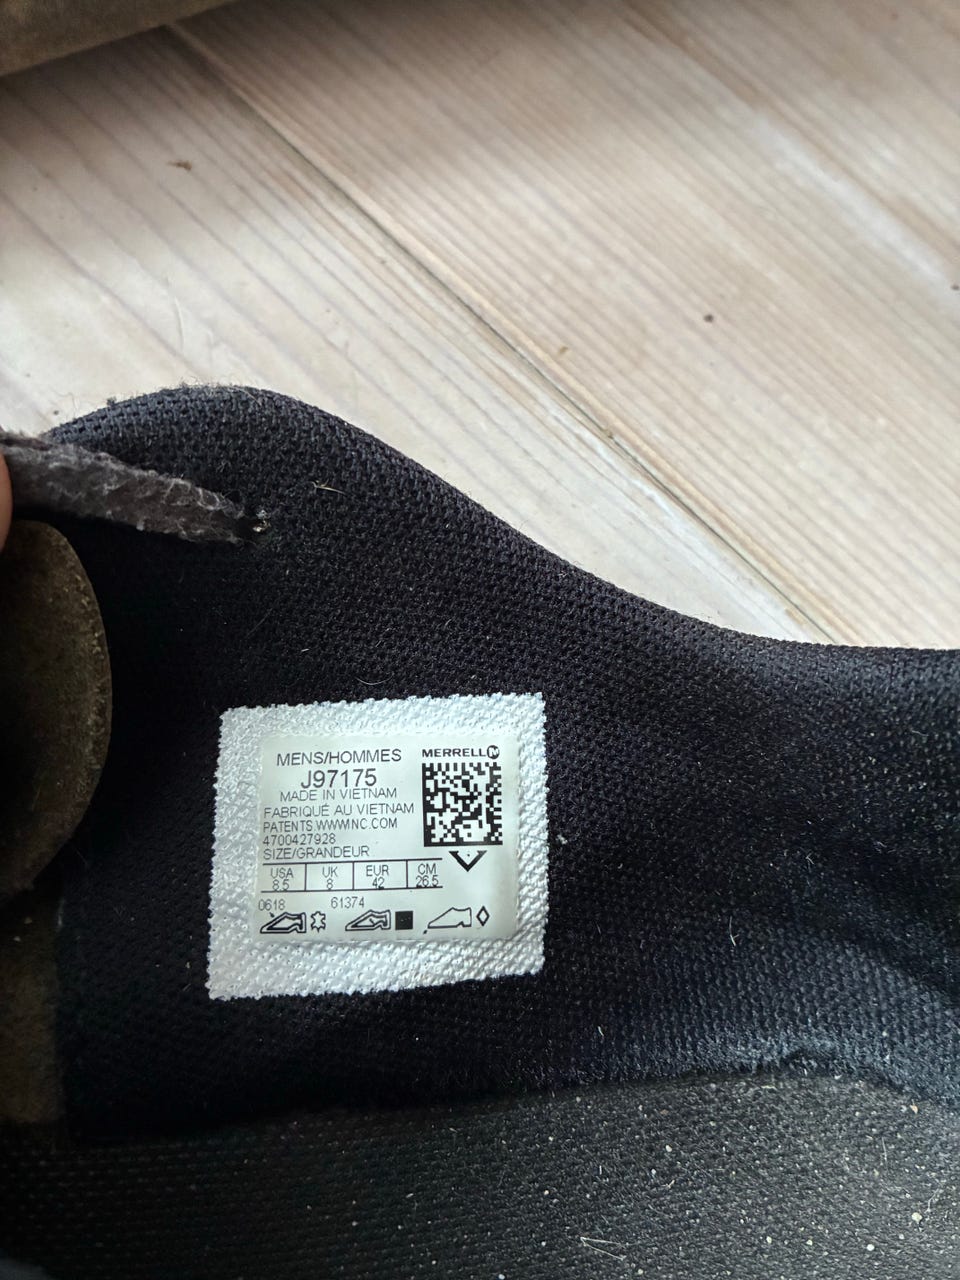 MENS/HOMMES
MERRELL
J97175
MADE IN VIETNAM
FABRIQUÉ AU VIETNAM
PATENTS WWWINC.COM
4700427928
SIZE/GRANDEUR
USA UK EUR CM
8.5 8 42 26.5
0618 61374